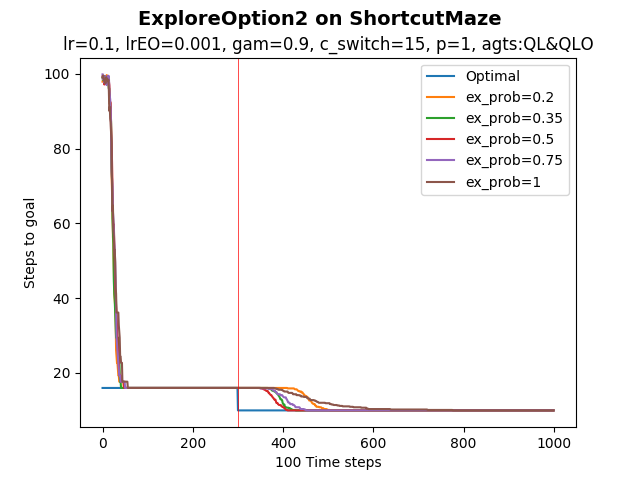 ExploreOption2 on ShortcutMaze
lr=0.1, lrEO=0.001, gam=0.9, c_switch=15, p=1, agts:QL&QLO
Steps to goal
100
80
60
40
20
Optimal
ex_prob=0.2
ex_prob=0.35
ex_prob=0.5
ex_prob=0.75
ex_prob=1
0 200 400 600 800 1000
100 Time steps